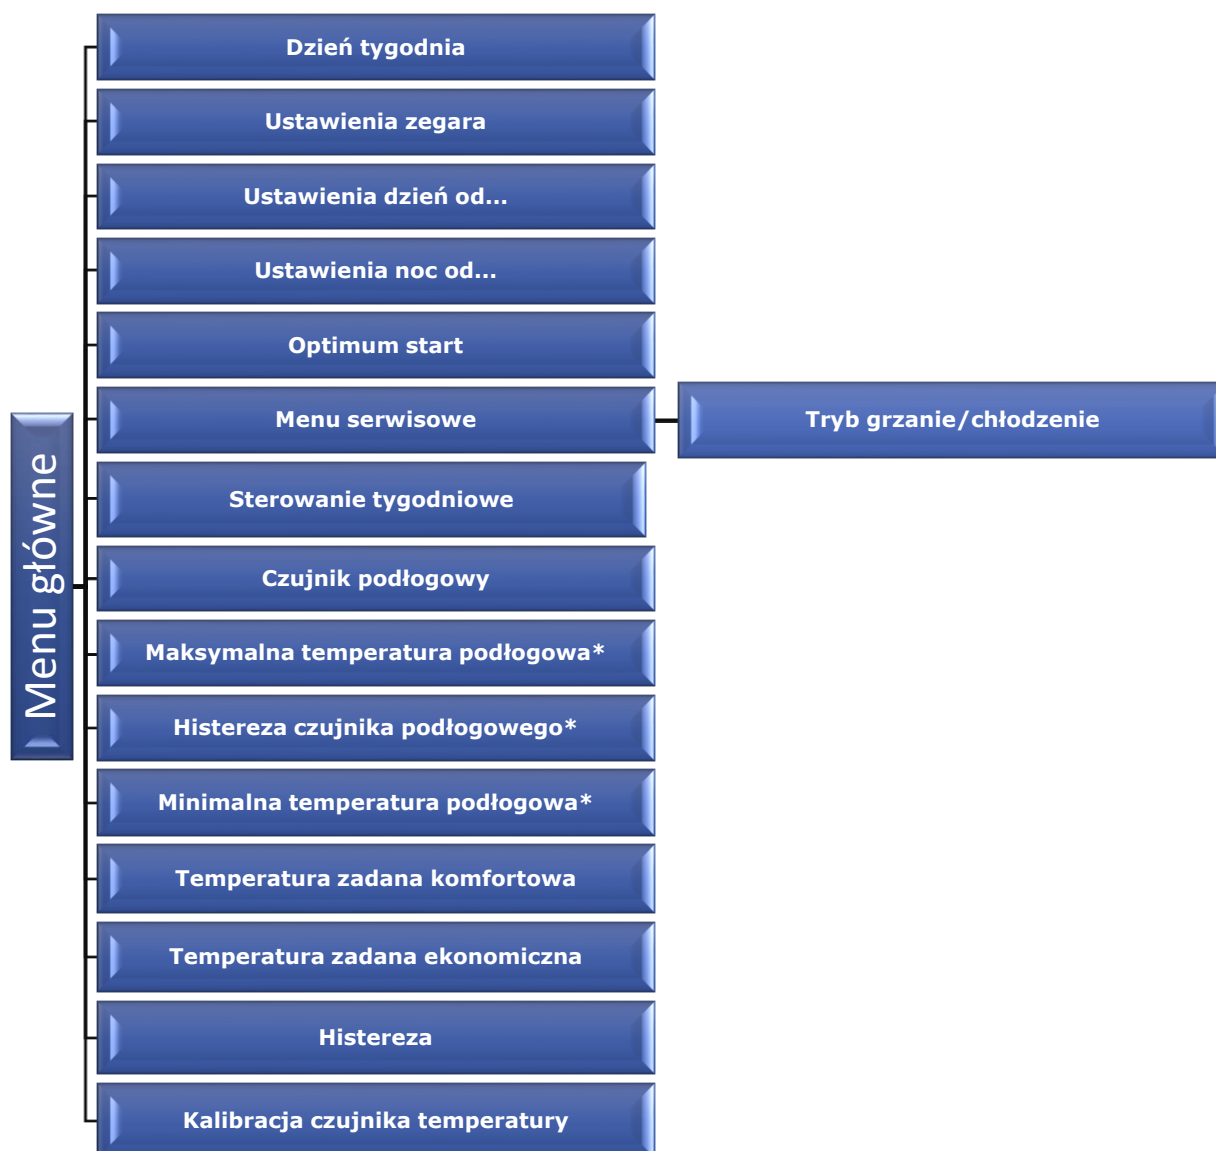 Menu główne
Dzień tygodnia
Ustawienia zegara
Ustawienia dzień od...
Ustawienia noc od...
Optimum start
Menu serwisowe
Tryb grzanie/chłodzenie
Sterowanie tygodniowe
Czujnik podłogowy
Maksymalna temperatura podłogowa*
Histereza czujnika podłogowego*
Minimalna temperatura podłogowa*
Temperatura zadana komfortowa
Temperatura zadana ekonomiczna
Histereza
Kalibracja czujnika temperatury